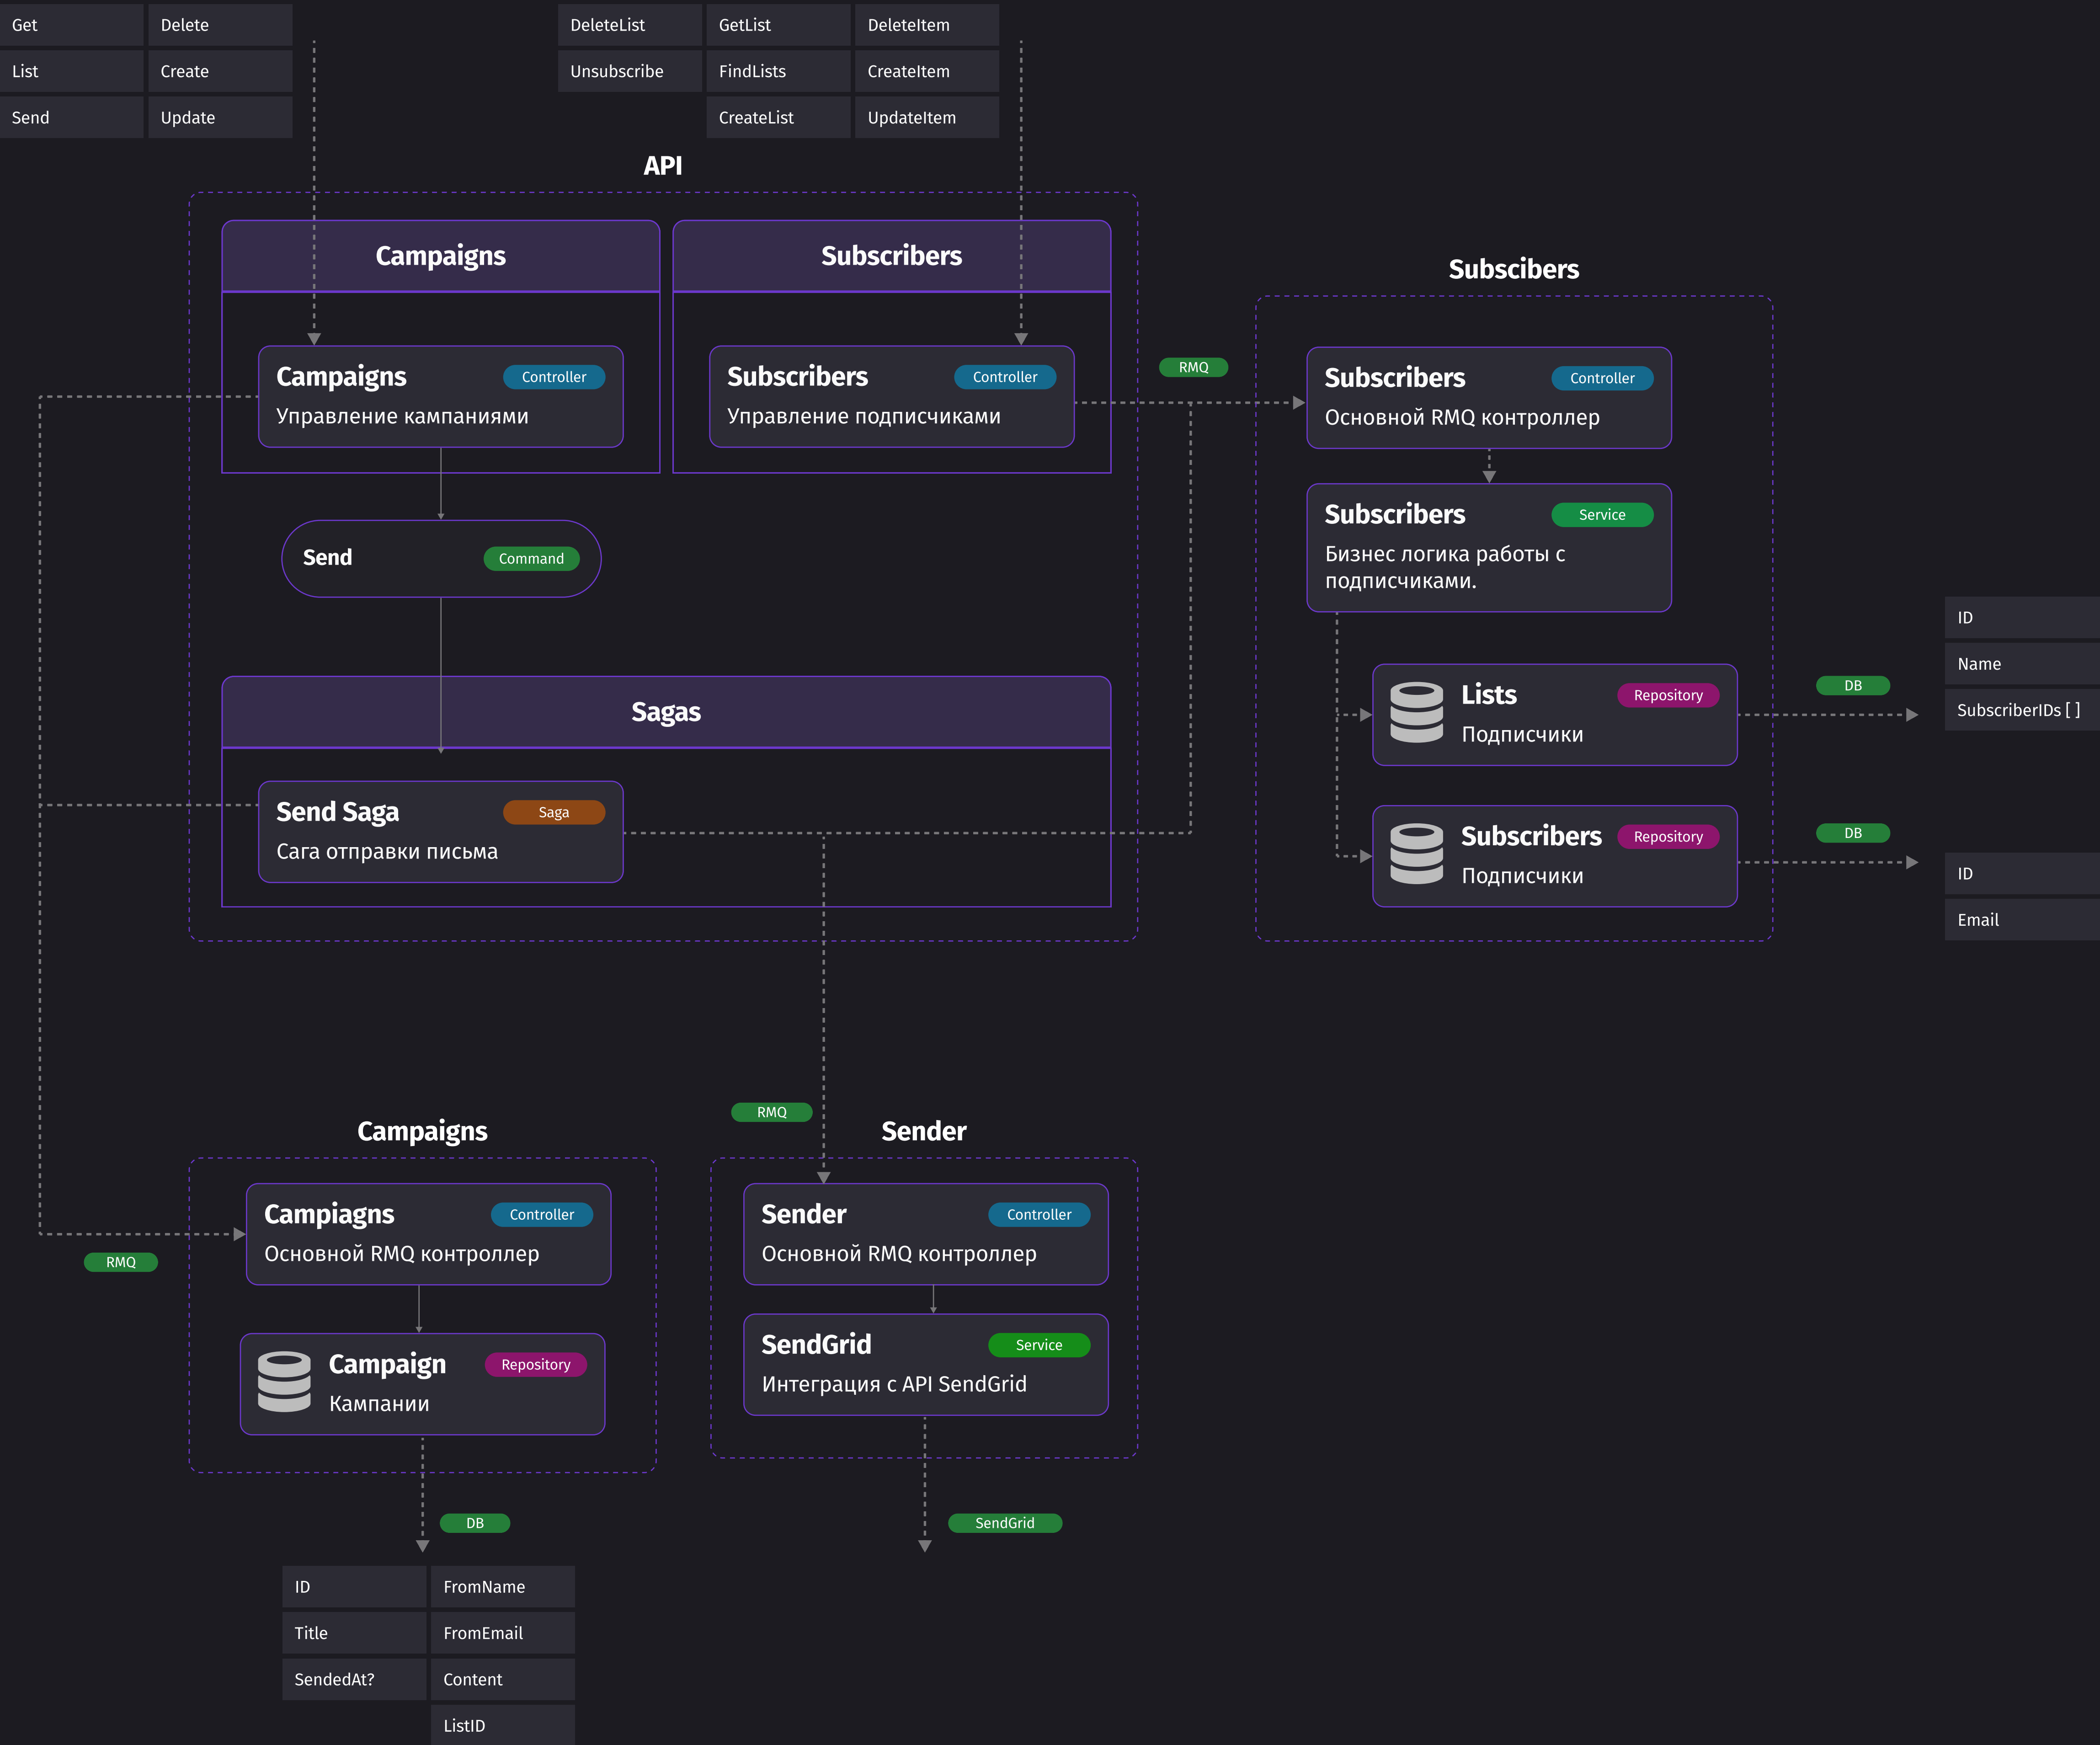 Get
Delete
List
Create
Send
Update
DeleteList
GetList
DeleteItem
Unsubscribe
FindLists
CreateItem
CreateList
UpdateItem
API
Campaigns
Subscribers
Campaigns
Controller
Управление кампаниями
Subscribers
Controller
Управление подписчиками
Send
Command
Sagas
Send Saga
Saga
Сага отправки письма
RMQ
Subscibers
Subscribers
Controller
Основной RMQ контроллер
Subscribers
Service
Бизнес логика работы с
подписчиками.
Lists
Repository
Подписчики
DB
Subscribers
Repository
Подписчики
DB
ID
Name
SubscriberIDs [ ]
ID
Email
RMQ
Campaigns
Campiagns
Controller
Основной RMQ контроллер
RMQ
Campaign
Repository
Кампании
DB
Sender
Sender
Controller
Основной RMQ контроллер
SendGrid
Service
Интеграция с API SendGrid
SendGrid
ID
FromName
Title
FromEmail
SendedAt?
Content
ListID